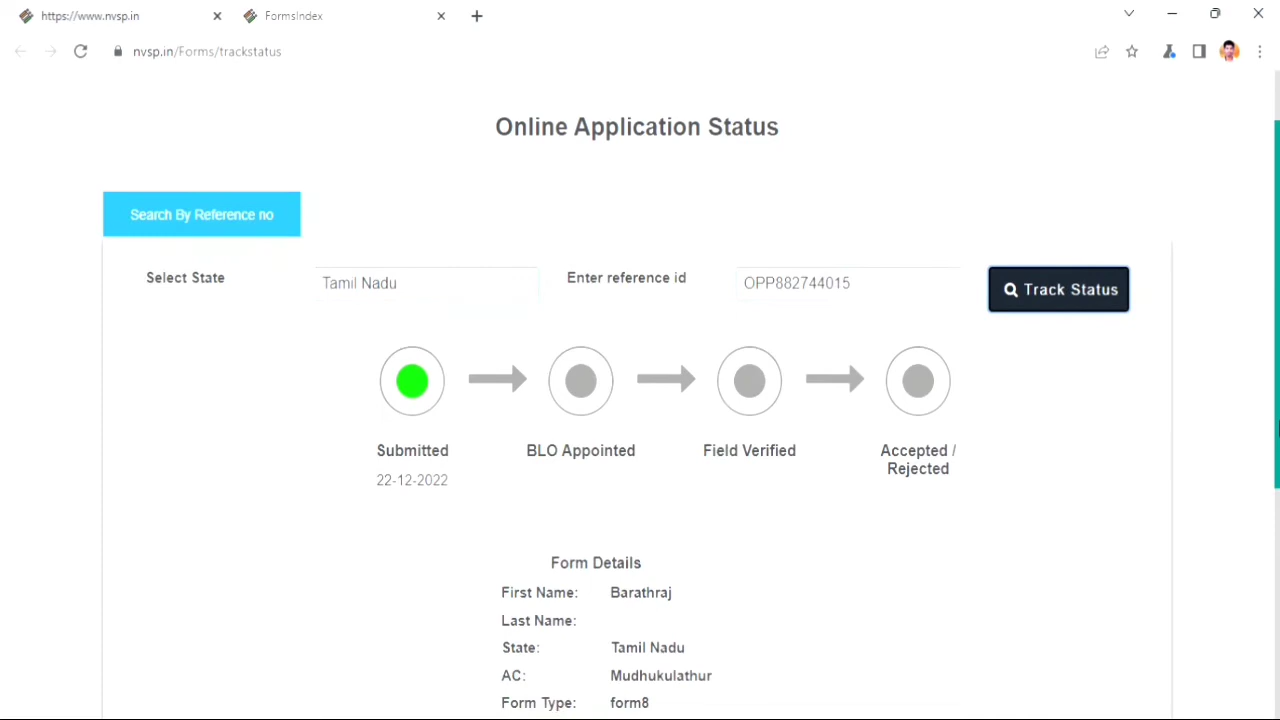 https://www.nvsp.in
FormsIndex
nvsp.in/Forms/trackstatus
Online Application Status
Search By Reference no
Select State
Tamil Nadu
Enter reference id
OPP882744015
Track Status
Submitted
BLO Appointed
Field Verified
Accepted /
Rejected
22-12-2022
Form Details
First Name: Barathraj
Last Name:
State: Tamil Nadu
AC: Mudhukulathur
Form Type: form8